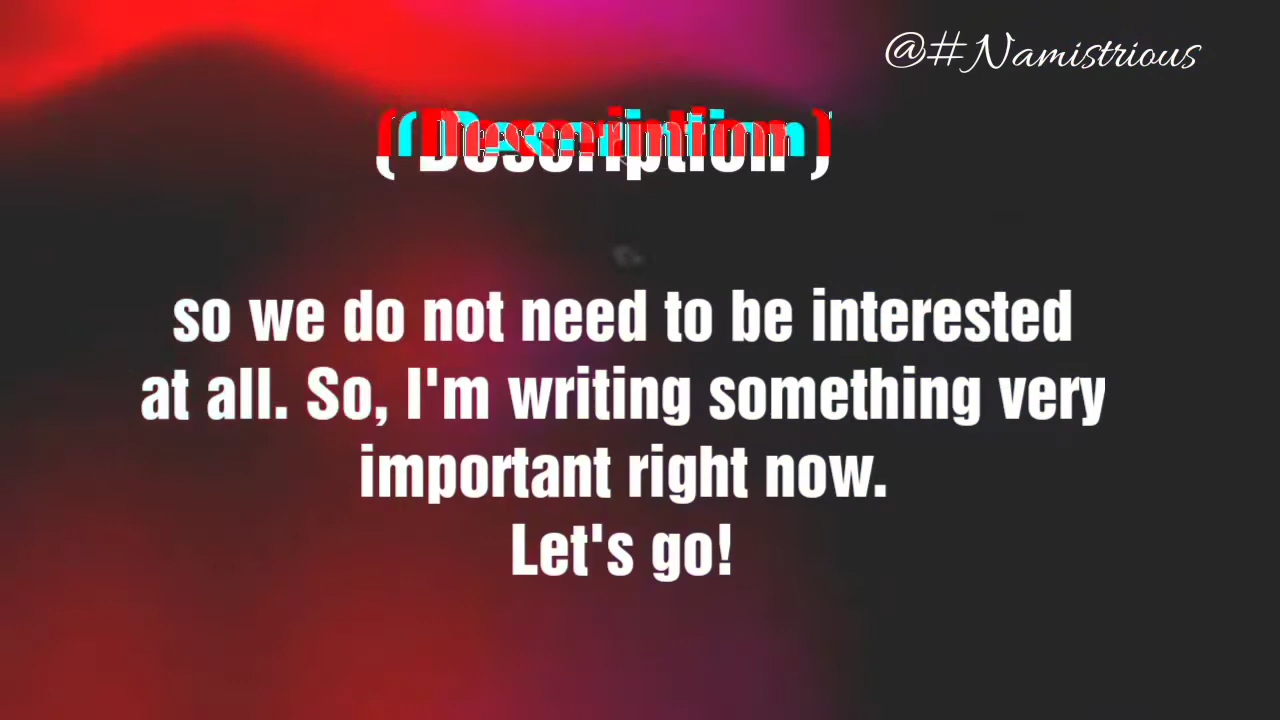 @#Namistrious
( Description )
so we do not need to be interested
at all. So, I'm writing something very
important right now.
Let's go!